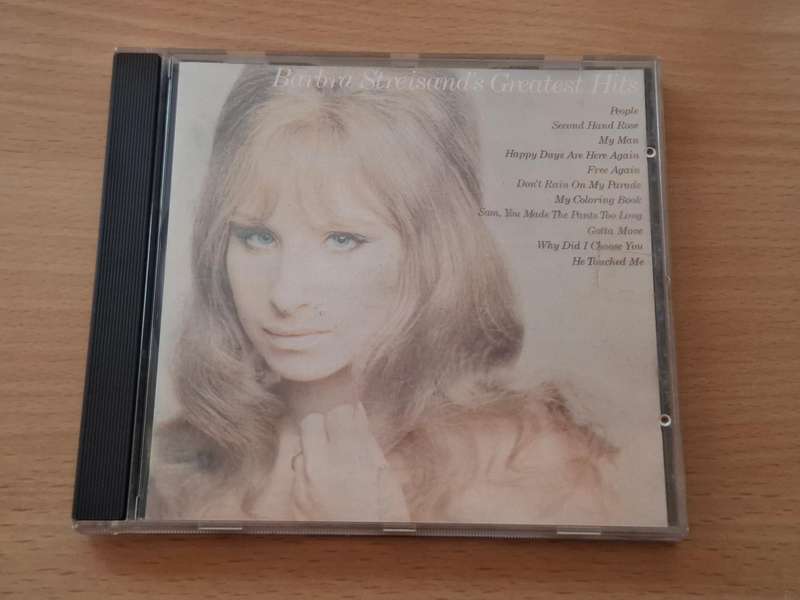 Barbra Streisand's Greatest Hits
People
Second Hand Rose
My Man
Happy Days Are Here Again
Free Again
Don't Rain On My Parade
My Coloring Book
Sam, You Made The Pants Too Long
Gotta Move
Why Did I Choose You
He Touched Me